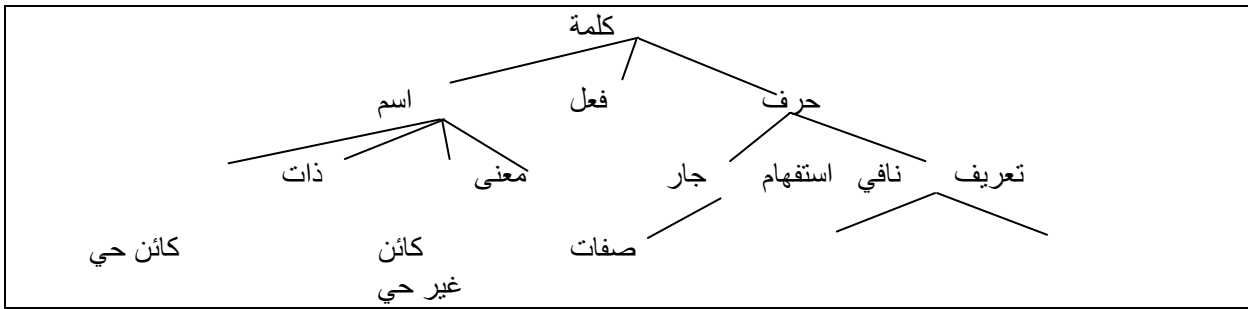 كلمة
حرف فعل اسم
تعريف نافي استفهام جار معنى ذات
صفات كائن كائن حي
غير حي